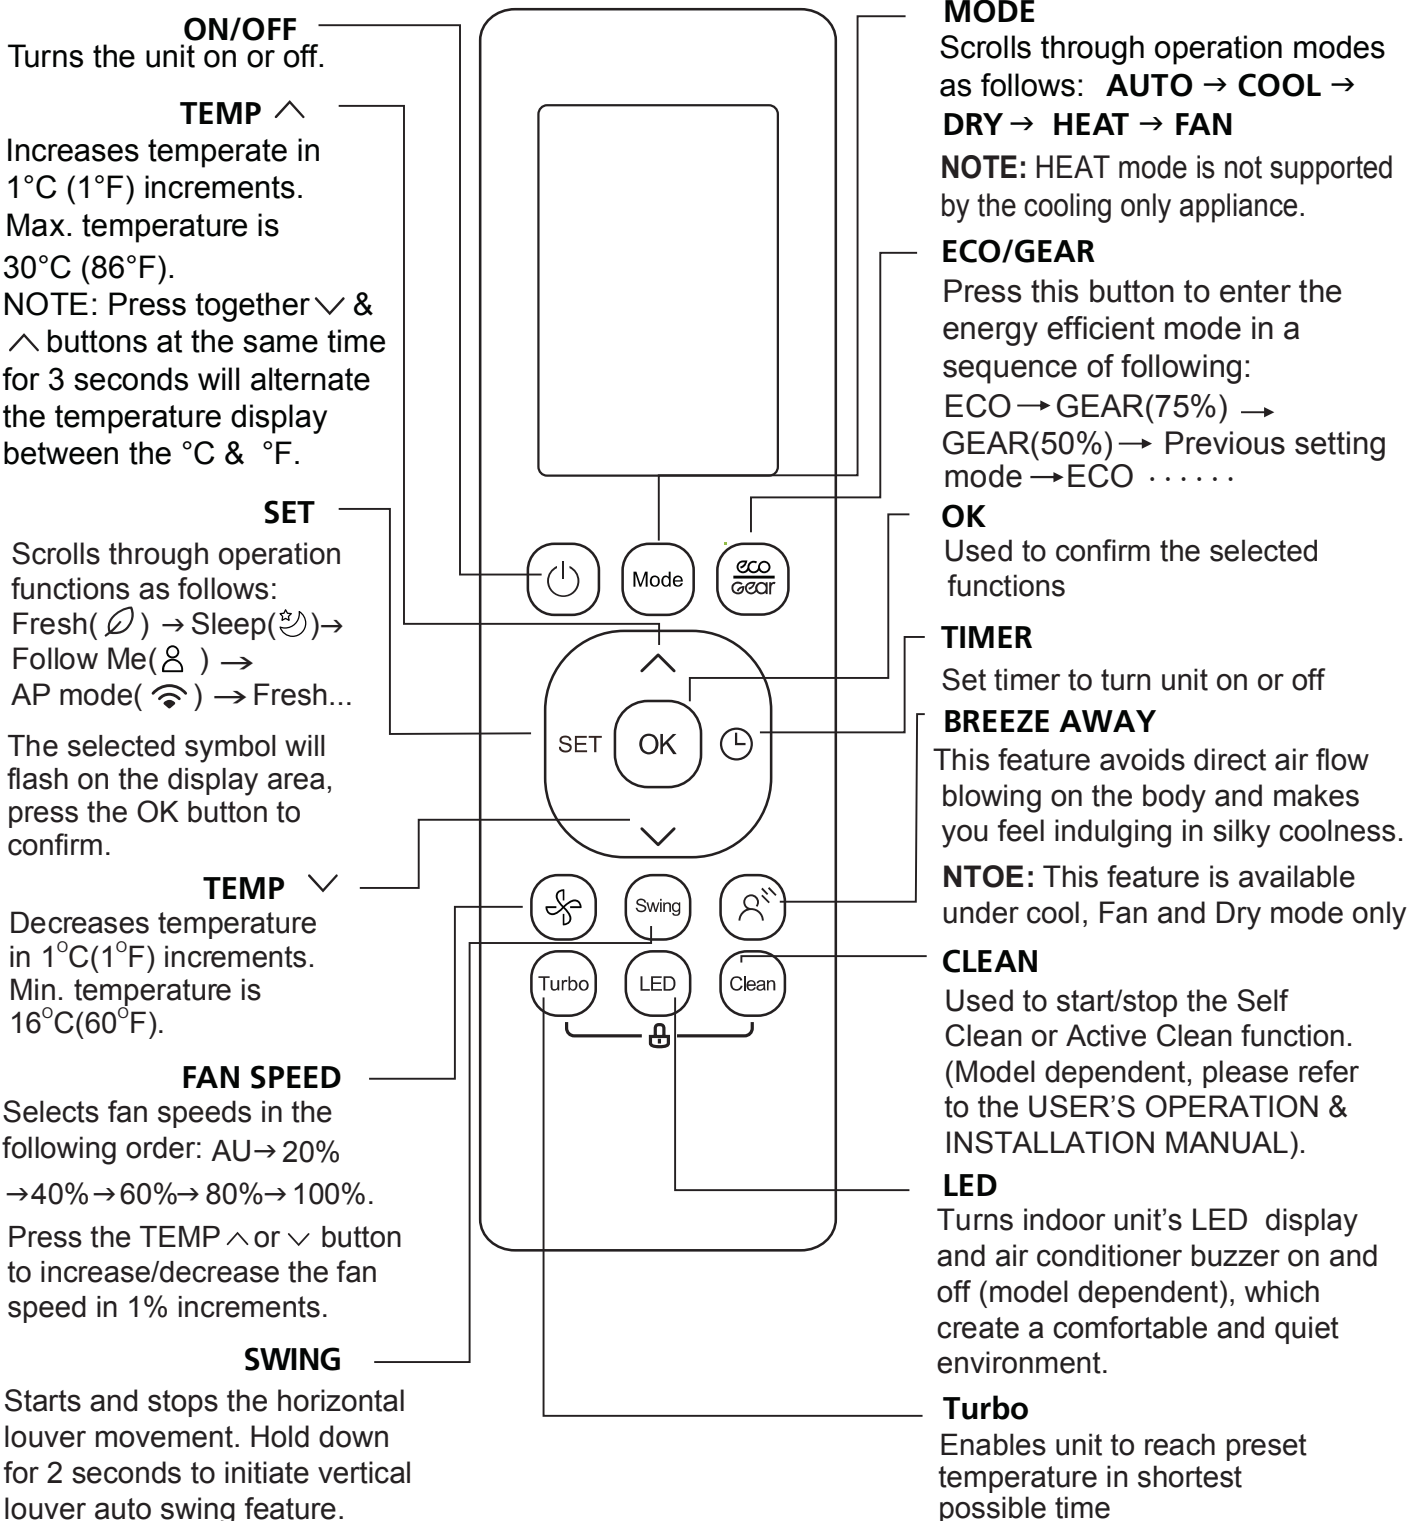 ON/OFF
Turns the unit on or off.
TEMP
Increases temperate in
1°C (1°F) increments.
Max. temperature is
30°C (86°F).
NOTE: Press together &
buttons at the same time
for 3 seconds will alternate
the temperature display
between the °C & °F.
SET
Scrolls through operation
functions as follows:
Fresh( ) → Sleep( )→
Follow Me( ) →
AP mode( ) → Fresh...
The selected symbol will
flash on the display area,
press the OK button to
confirm.
TEMP
Decreases temperature
in 1°C(1°F) increments.
Min. temperature is
16°C(60°F).
FAN SPEED
Selects fan speeds in the
following order: AU→ 20%
→40%→60%→ 80%→ 100%.
Press the TEMP or button
to increase/decrease the fan
speed in 1% increments.
SWING
Starts and stops the horizontal
louver movement. Hold down
for 2 seconds to initiate vertical
louver auto swing feature.
Mode
eco
Gear
SET
OK
Swing
Turbo
LED
Clean
MODE
Scrolls through operation modes
as follows: AUTO → COOL →
DRY → HEAT → FAN
NOTE: HEAT mode is not supported
by the cooling only appliance.
ECO/GEAR
Press this button to enter the
energy efficient mode in a
sequence of following:
ECO → GEAR(75%) →
GEAR(50%) → Previous setting
mode → ECO ······
OK
Used to confirm the selected
functions
TIMER
Set timer to turn unit on or off
BREEZE AWAY
This feature avoids direct air flow
blowing on the body and makes
you feel indulging in silky coolness.
NTOE: This feature is available
under cool, Fan and Dry mode only
CLEAN
Used to start/stop the Self
Clean or Active Clean function.
(Model dependent, please refer
to the USER'S OPERATION &
INSTALLATION MANUAL).
LED
Turns indoor unit's LED display
and air conditioner buzzer on and
off (model dependent), which
create a comfortable and quiet
environment.
Turbo
Enables unit to reach preset
temperature in shortest
possible time